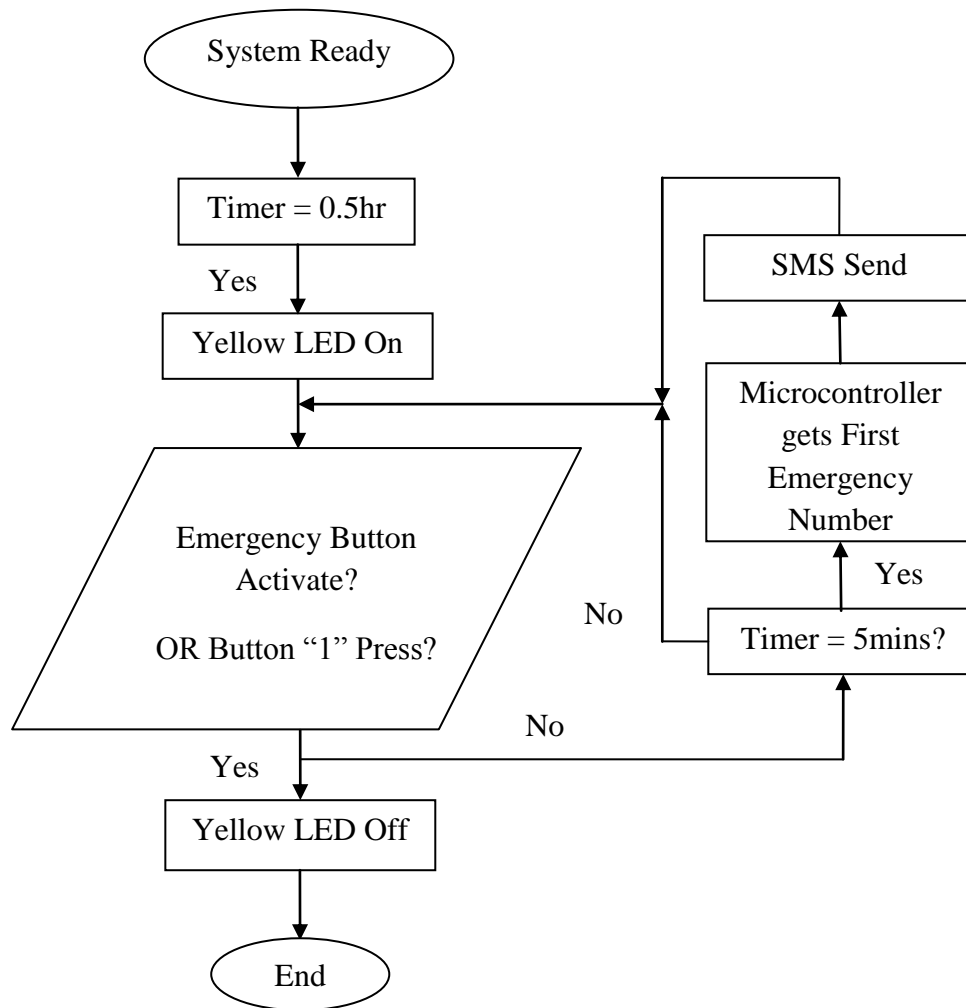 System Ready
Timer = 0.5hr
Yes
Yellow LED On
Emergency Button
Activate?
OR Button “1” Press?
Yes
Yellow LED Off
End
No
No
Timer = 5mins?
Yes
Microcontroller
gets First
Emergency
Number
SMS Send